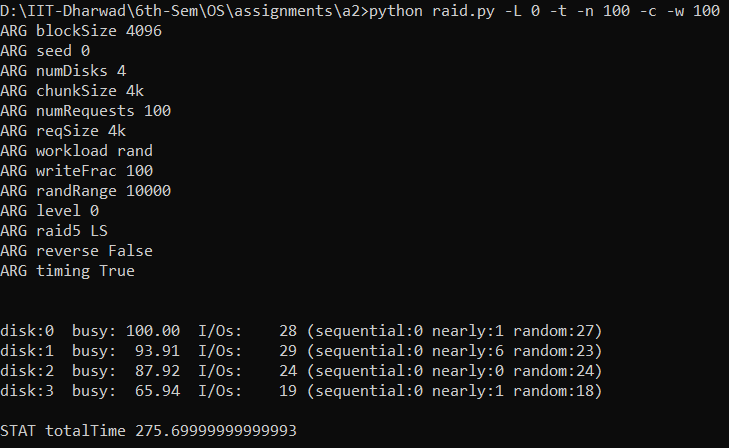 D:\IIT-Dharwad\6th-Sem\OS\assignments\a2>python raid.py -L 0 -t -n 100 -c -w 100
ARG blockSize 4096
ARG seed 0
ARG numDisks 4
ARG chunkSize 4k
ARG numRequests 100
ARG reqSize 4k
ARG workload rand
ARG writeFrac 100
ARG randRange 10000
ARG level 0
ARG raid5 LS
ARG reverse False
ARG timing True
disk:0  busy: 100.00  I/Os:    28 (sequential:0 nearly:1 random:27)
disk:1  busy:  93.91  I/Os:    29 (sequential:0 nearly:6 random:23)
disk:2  busy:  87.92  I/Os:    24 (sequential:0 nearly:0 random:24)
disk:3  busy:  65.94  I/Os:    19 (sequential:0 nearly:1 random:18)
STAT totalTime 275.69999999999993